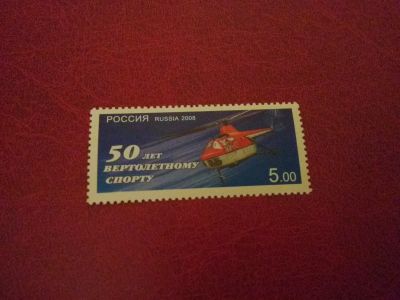 РОССИЯ RUSSIA 2008
50 ЛЕТ
ВЕРТОЛЕТНОМУ
СПОРТУ
5.00